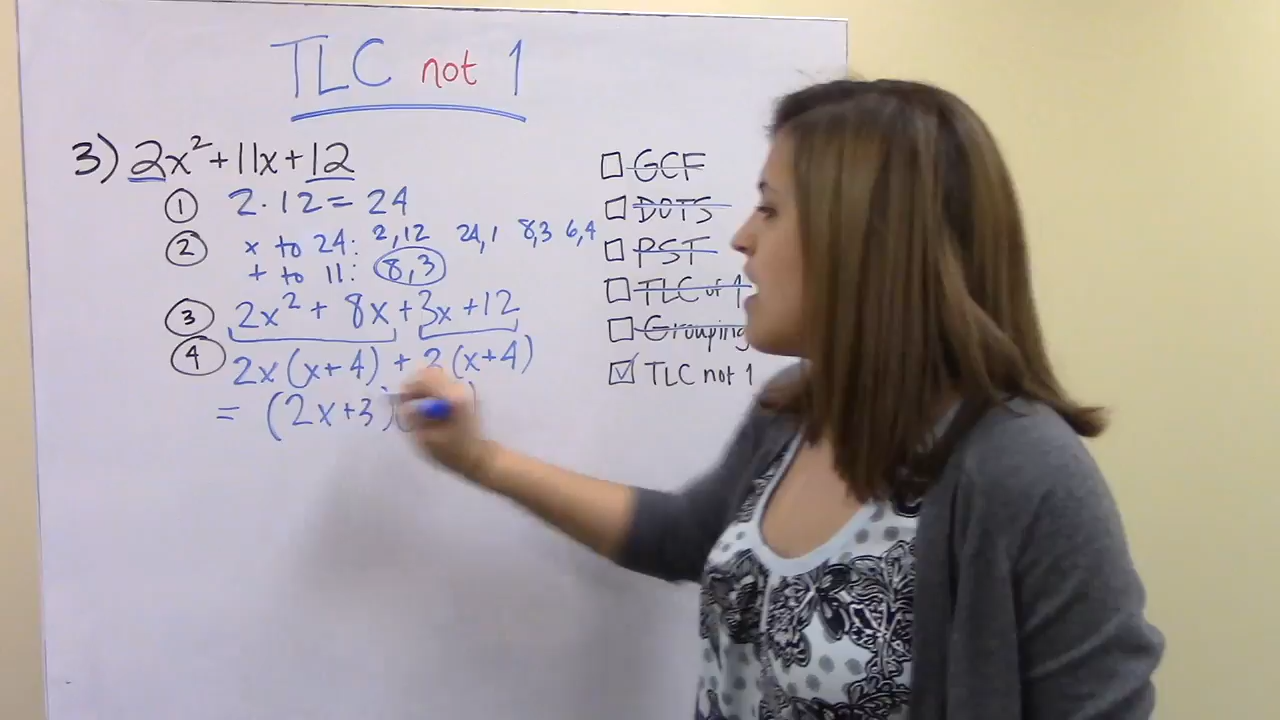 TLC not 1
3) 2x² + 11x + 12
① 2 · 12 = 24
② x to 24: 2,12 24,1 8,3 6,4
+ to 11: 8,3
③ 2x² + 8x + 3x + 12
④ 2x(x+4) + 3(x+4)
= (2x+3)(
GCF
DOTS
PST
TLC of 1
Grouping
TLC not 1